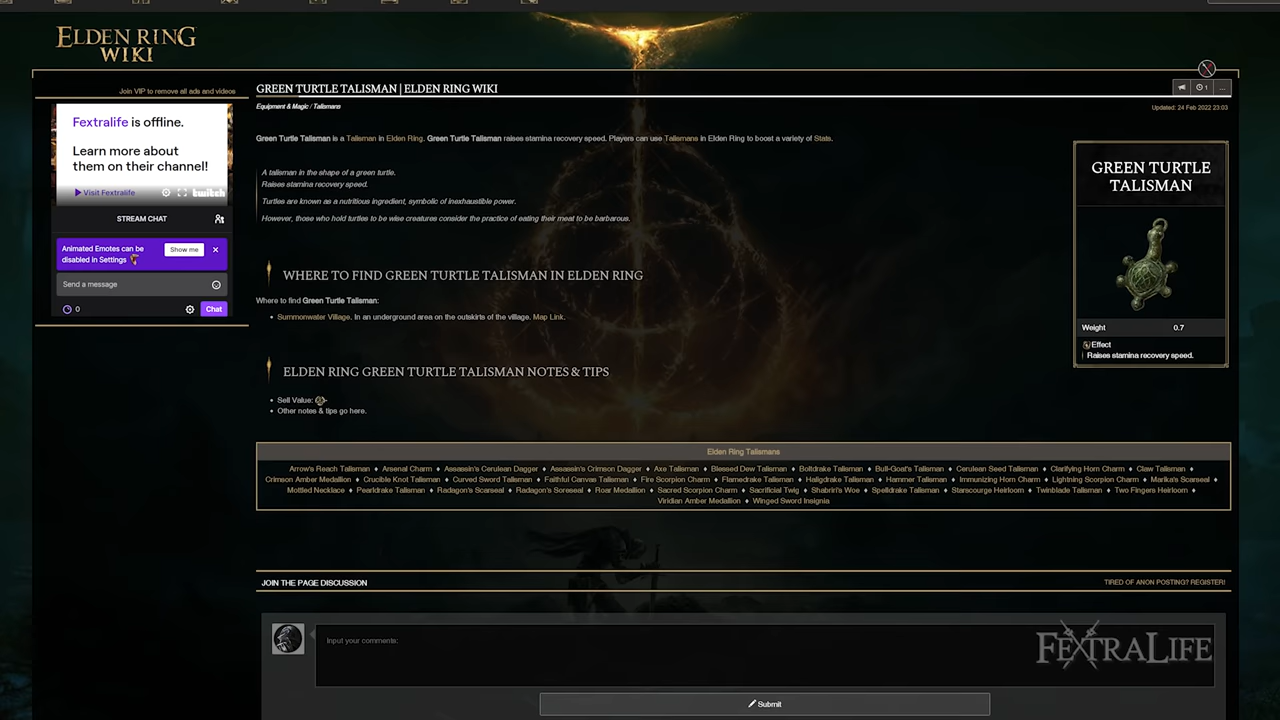 ELDEN RING
WIKI
Join VIP to remove all ads and videos
Fextralife is offline.
Learn more about
them on their channel!
Visit Fextralife
twitch
STREAM CHAT
Animated Emotes can be
disabled in Settings
Show me
Send a message
0
Chat
GREEN TURTLE TALISMAN | ELDEN RING WIKI
1
...
Equipment & Magic / Talismans
Updated: 24 Feb 2022 23:03
Green Turtle Talisman is a Talisman in Elden Ring. Green Turtle Talisman raises stamina recovery speed. Players can use Talismans in Elden Ring to boost a variety of Stats.
A talisman in the shape of a green turtle.
Raises stamina recovery speed.
Turtles are known as a nutritious ingredient, symbolic of inexhaustible power.
However, those who hold turtles to be wise creatures consider the practice of eating their meat to be barbarous.
GREEN TURTLE
TALISMAN
Weight 0.7
Effect
Raises stamina recovery speed.
WHERE TO FIND GREEN TURTLE TALISMAN IN ELDEN RING
Where to find Green Turtle Talisman:
Summonwater Village. In an underground area on the outskirts of the village. Map Link.
ELDEN RING GREEN TURTLE TALISMAN NOTES & TIPS
Sell Value:
Other notes & tips go here.
Elden Ring Talismans
Arrow's Reach Talisman ♦ Arsenal Charm ♦ Assassin's Cerulean Dagger ♦ Assassin's Crimson Dagger ♦ Axe Talisman ♦ Blessed Dew Talisman ♦ Boltdrake Talisman ♦ Bull-Goat's Talisman ♦ Cerulean Seed Talisman ♦ Clarifying Horn Charm ♦ Claw Talisman ♦
Crimson Amber Medallion ♦ Crucible Knot Talisman ♦ Curved Sword Talisman ♦ Faithful Canvas Talisman ♦ Fire Scorpion Charm ♦ Flamedrake Talisman ♦ Haligdrake Talisman ♦ Hammer Talisman ♦ Immunizing Horn Charm ♦ Lightning Scorpion Charm ♦ Marika's Scarseal ♦
Mottled Necklace ♦ Pearldrake Talisman ♦ Radagon's Scarseal ♦ Radagon's Soreseal ♦ Roar Medallion ♦ Sacred Scorpion Charm ♦ Sacrificial Twig ♦ Shabriri's Woe ♦ Spelldrake Talisman ♦ Starscourge Heirloom ♦ Twinblade Talisman ♦ Two Fingers Heirloom ♦
Viridian Amber Medallion ♦ Winged Sword Insignia
JOIN THE PAGE DISCUSSION
TIRED OF ANON POSTING? REGISTER!
Input your comments:
FEXTRALIFE
Submit